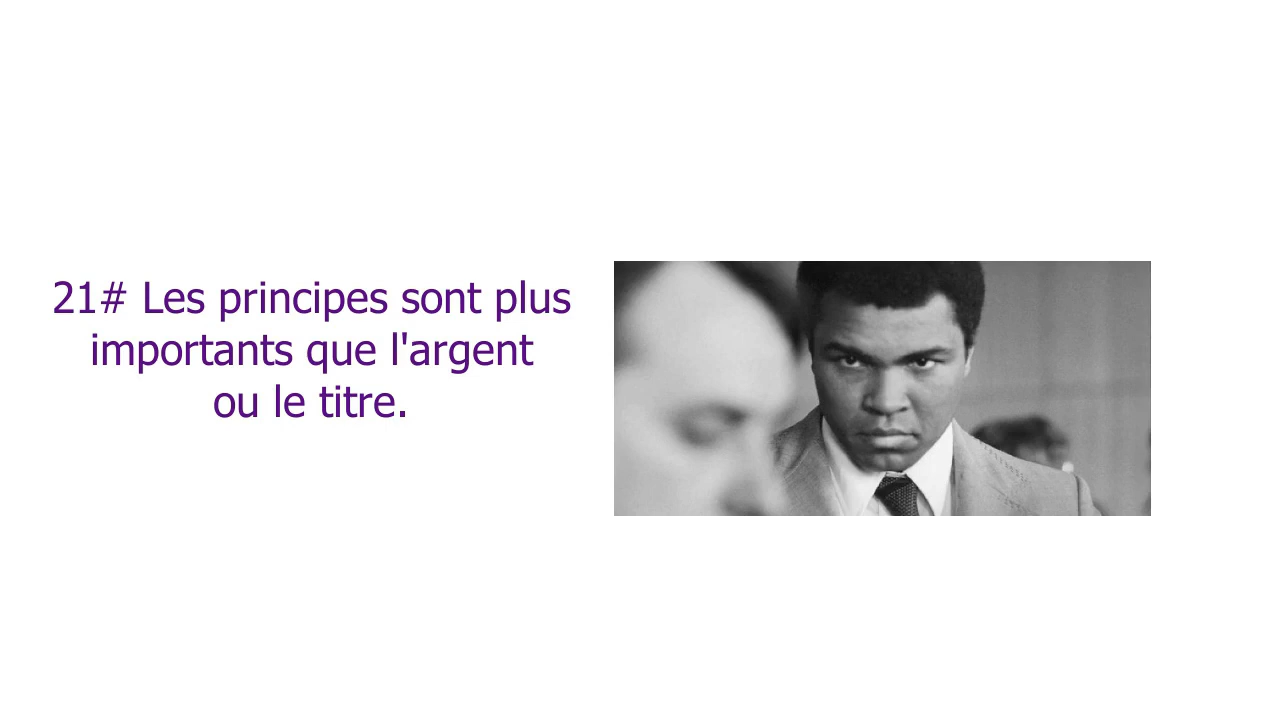 21# Les principes sont plus
importants que l'argent
ou le titre.